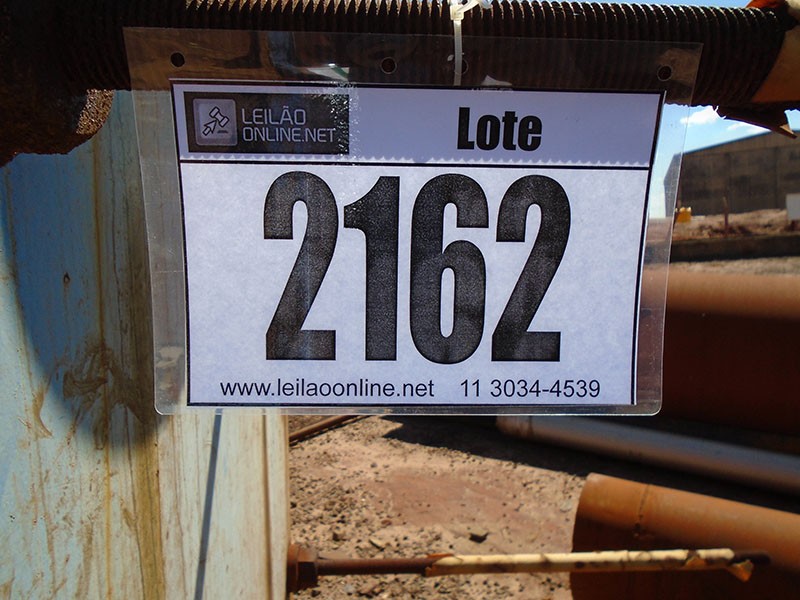 LEILÃO
ONLINE.NET
Lote
2162
www.leilaoonline.net 11 3034-4539